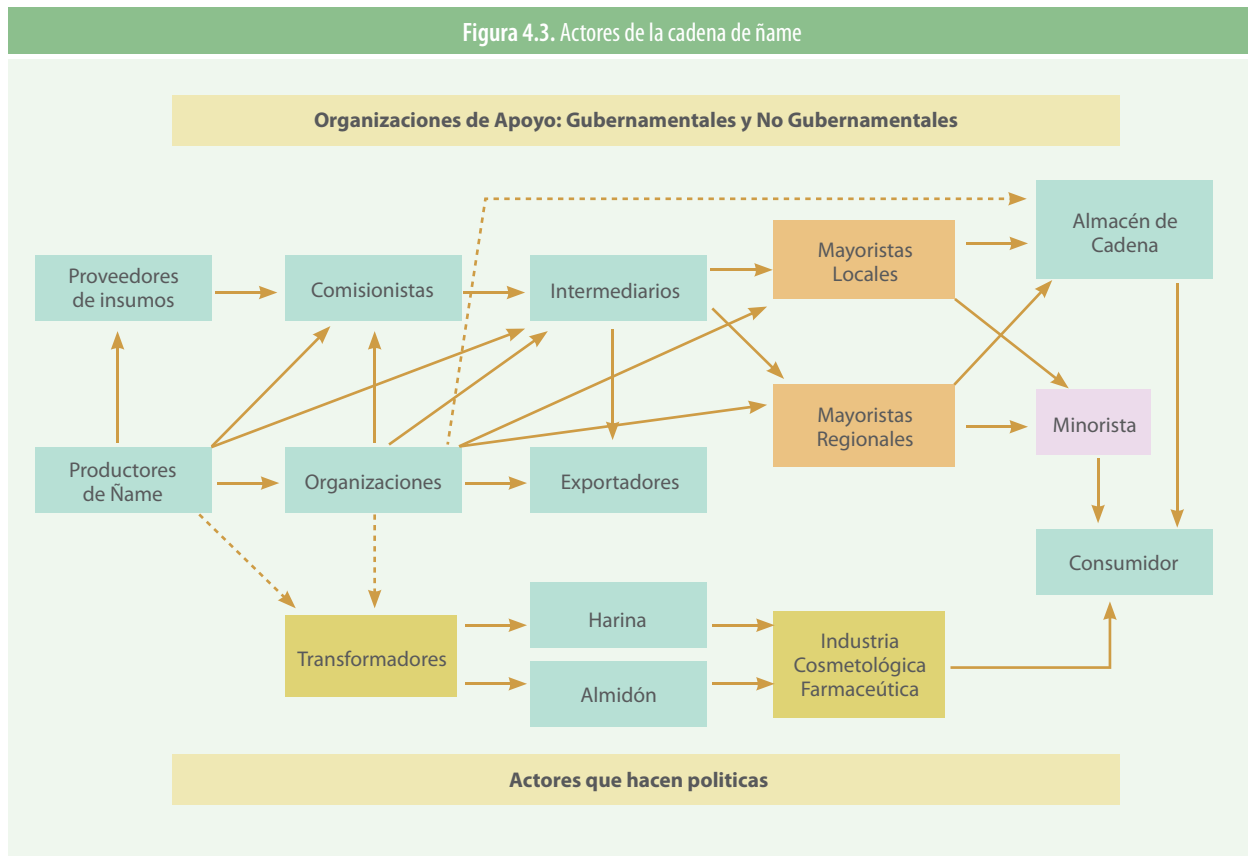 Figura 4.3. Actores de la cadena de ñame
Organizaciones de Apoyo: Gubernamentales y No Gubernamentales
Almacén de
Cadena
Mayoristas
Locales
Proveedores
de insumos
Comisionistas
Intermediarios
Mayoristas
Regionales
Minorista
Productores
de Ñame
Organizaciones
Exportadores
Consumidor
Harina
Transformadores
Industria
Cosmetológica
Farmaceútica
Almidón
Actores que hacen politicas